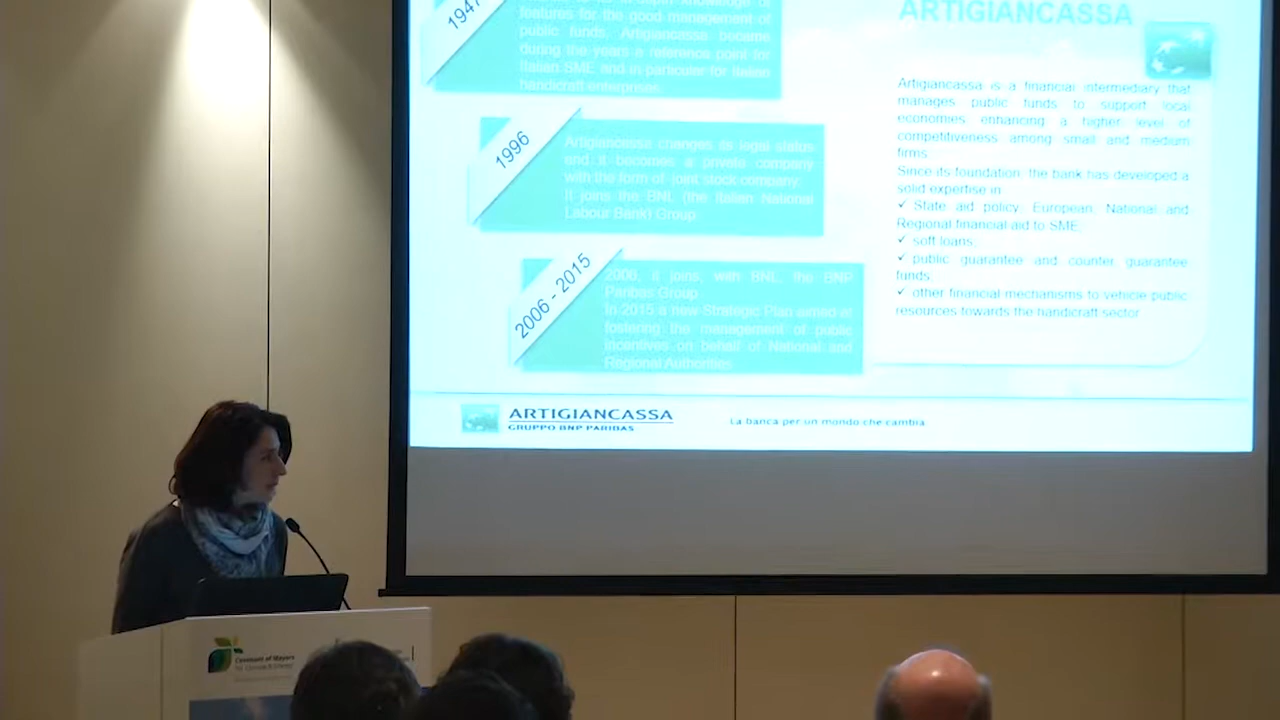 1947
features for the good management of
public funds, Artigiancassa became
during the years a reference point for
Italian SME and in particular for Italian
handicraft enterprises
1996
Artigiancassa changes its legal status
and it becomes a private company
with the form of joint stock company.
It joins the BNL (the Italian National
Labour Bank) Group
2006 - 2015
2006, it joins, with BNL, the BNP
Paribas Group
In 2015 a new Strategic Plan aimed at
fostering the management of public
incentives on behalf of National and
Regional Authorities
ARTIGIANCASSA
Artigiancassa is a financial intermediary that
manages public funds to support local
economies enhancing a higher level of
competitiveness among small and medium
firms.
Since its foundation, the bank has developed a
solid expertise in:
✓ State aid policy, European, National and
Regional financial aid to SME;
✓ soft loans;
✓ public guarantee and counter guarantee
funds;
✓ other financial mechanisms to vehicle public
resources towards the handicraft sector
ARTIGIANCASSA
GRUPPO BNP PARIBAS
La banca per un mondo che cambia
Covenant of Mayors
for Climate & Energy